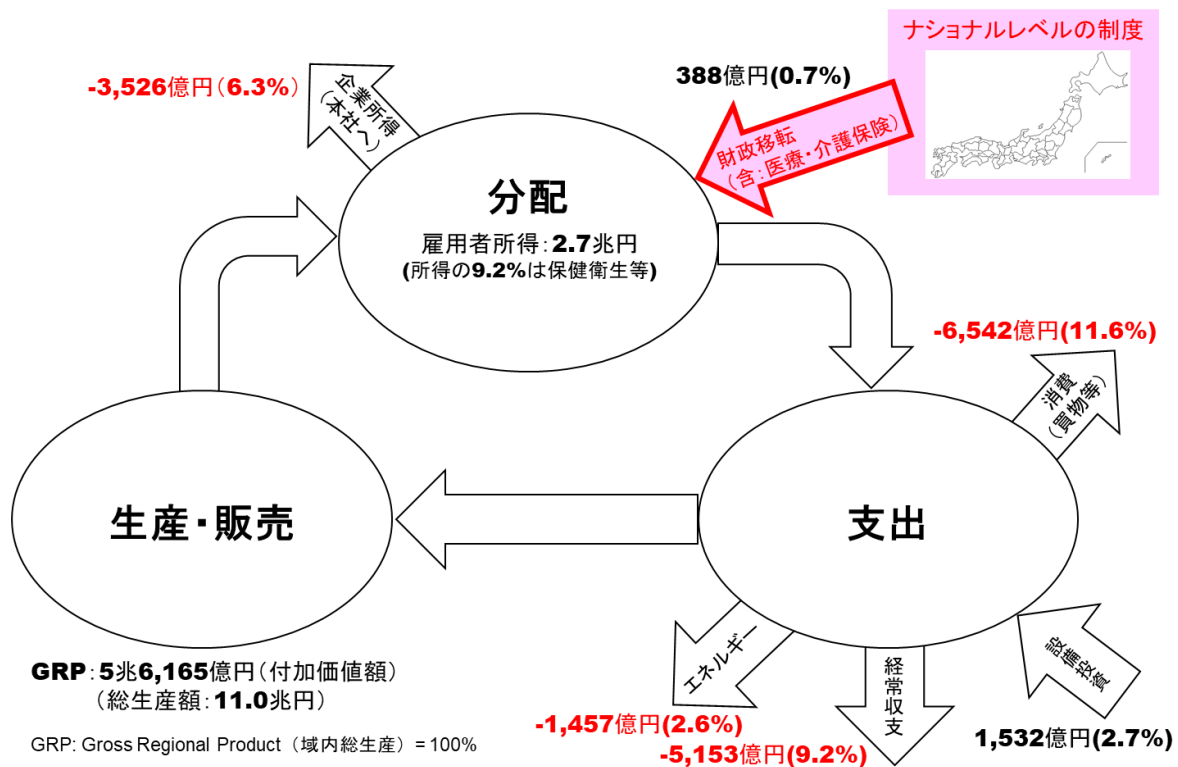 ナショナルレベルの制度
-3,526億円（6.3%）
企業所得
（本社へ）
388億円(0.7%)
財政移転
（含：医療・介護保険）
分配
雇用者所得：2.7兆円
(所得の9.2%は保健衛生等)
-6,542億円(11.6%)
消費
（買物等）
生産・販売
支出
GRP：5兆6,165億円（付加価値額）
（総生産額：11.0兆円）
エネルギー
-1,457億円(2.6%)
経常収支
-5,153億円(9.2%)
設備投資
1,532億円(2.7%)
GRP: Gross Regional Product（域内総生産）= 100%